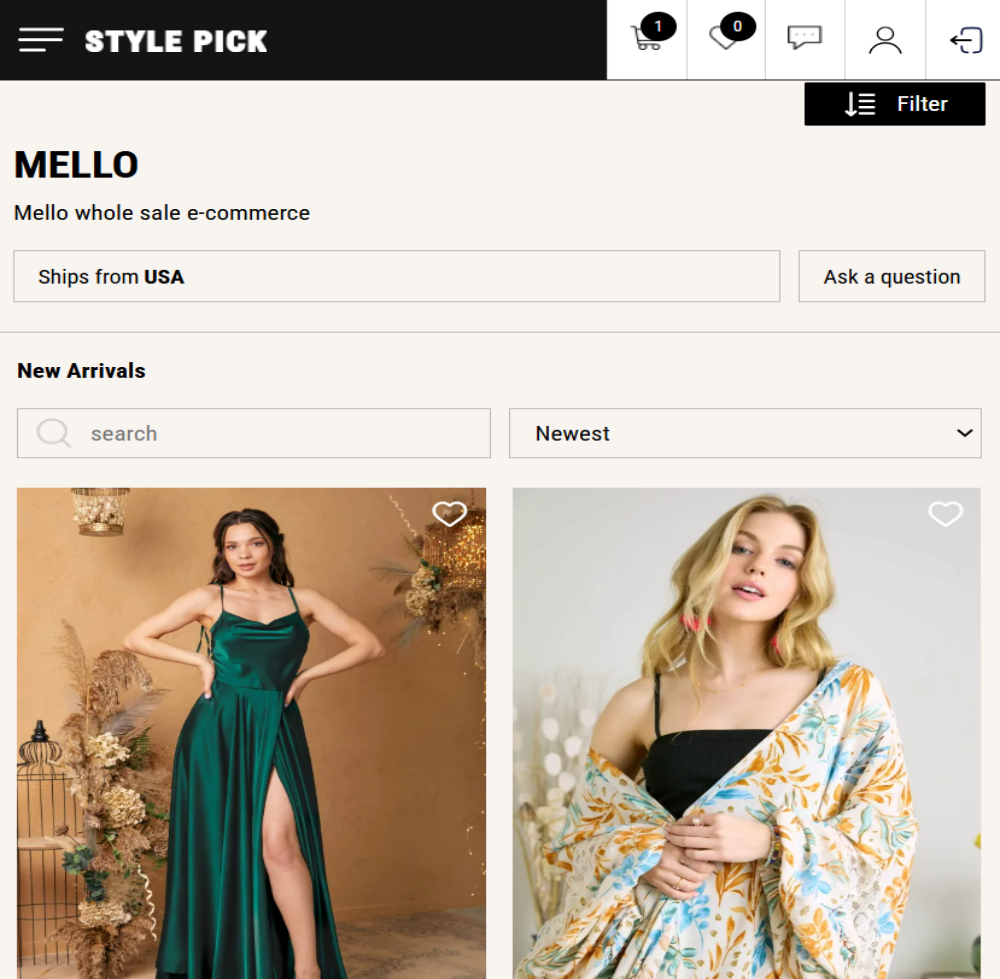 STYLE PICK
1
0
Filter
MELLO
Mello whole sale e-commerce
Ships from USA
Ask a question
New Arrivals
search
Newest